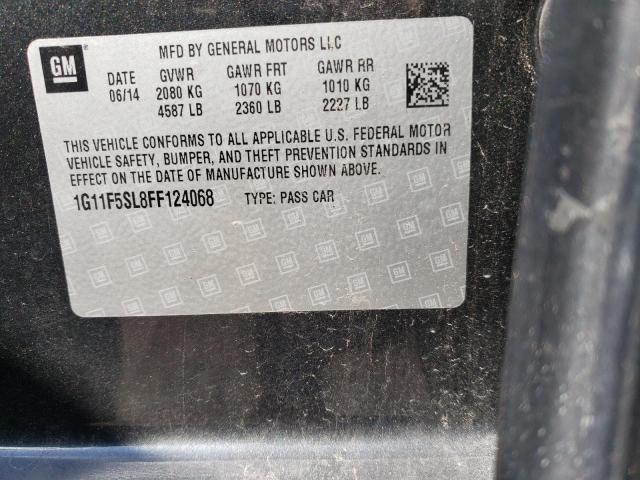 GM
MFD BY GENERAL MOTORS LLC
DATE GVWR GAWR FRT GAWR RR
06/14 2080 KG 1070 KG 1010 KG
4587 LB 2360 LB 2227 LB
THIS VEHICLE CONFORMS TO ALL APPLICABLE U.S. FEDERAL MOTOR
VEHICLE SAFETY, BUMPER, AND THEFT PREVENTION STANDARDS IN
EFFECT ON THE DATE OF MANUFACTURE SHOWN ABOVE.
1G11F5SL8FF124068 TYPE: PASS CAR